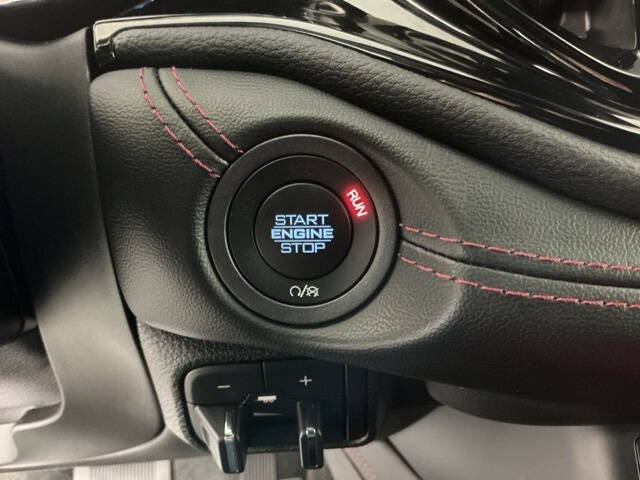 START
ENGINE
STOP
RUN
−
+